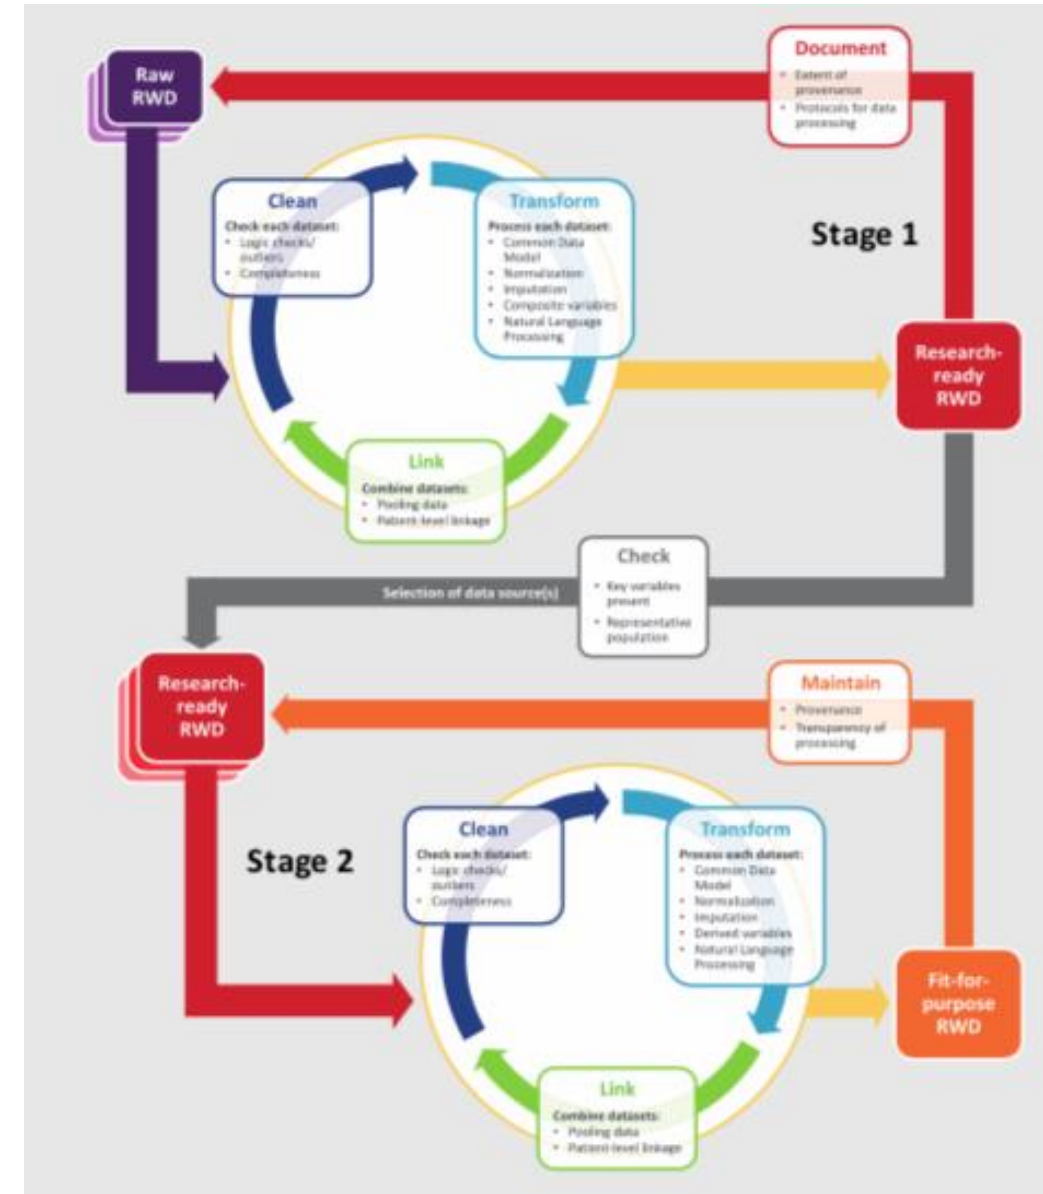 Raw
RWD
Document
• Extent of
provenance
• Protocols for data
processing
Clean
Check each dataset:
• Logic checks/
outliers
• Completeness
Transform
Process each dataset:
• Common Data
Model
• Normalization
• Imputation
• Composite variables
• Natural Language
Processing
Stage 1
Research-
ready
RWD
Link
Combine datasets:
• Pooling data
• Patient-level linkage
Check
• Key variables
present
• Representative
population
Selection of data source(s)
Research-
ready
RWD
Maintain
• Provenance
• Transparency of
processing
Stage 2
Clean
Check each dataset:
• Logic checks/
outliers
• Completeness
Transform
Process each dataset:
• Common Data
Model
• Normalization
• Imputation
• Derived variables
• Natural Language
Processing
Fit-for-
purpose
RWD
Link
Combine datasets:
• Pooling data
• Patient-level linkage